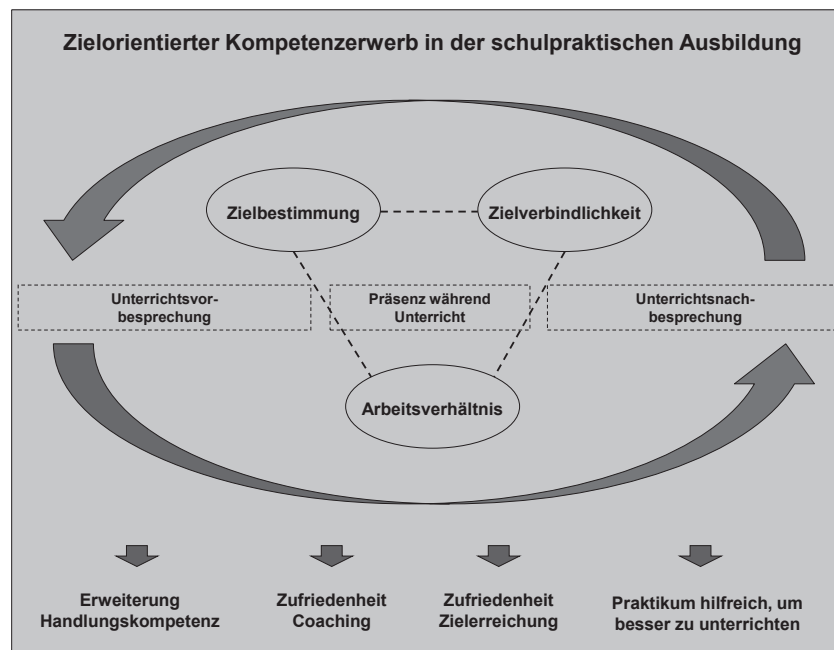 Zielorientierter Kompetenzerwerb in der schulpraktischen Ausbildung
Zielbestimmung
Zielverbindlichkeit
Unterrichtsvor-
besprechung
Präsenz während
Unterricht
Unterrichtsnach-
besprechung
Arbeitsverhältnis
Erweiterung
Handlungskompetenz
Zufriedenheit
Coaching
Zufriedenheit
Zielerreichung
Praktikum hilfreich, um
besser zu unterrichten